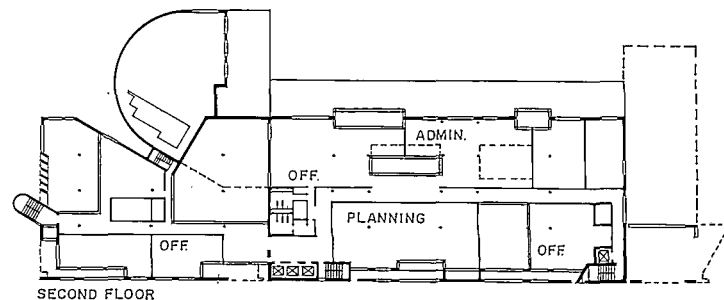 ADMIN.
OFF.
PLANNING
OFF.
OFF.
SECOND FLOOR